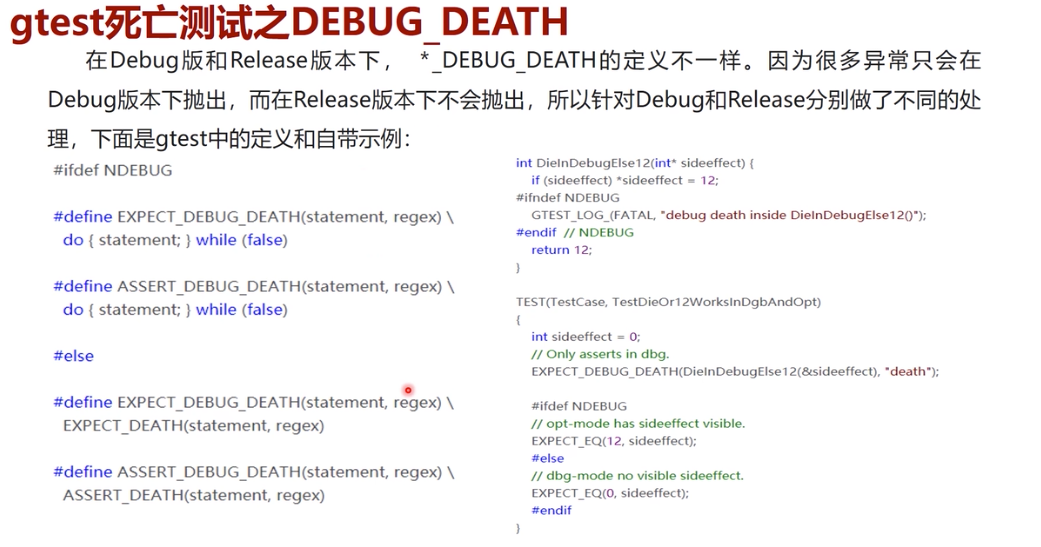 gtest死亡测试之DEBUG_DEATH
在Debug版和Release版本下， *_DEBUG_DEATH的定义不一样。因为很多异常只会在
Debug版本下抛出，而在Release版本下不会抛出，所以针对Debug和Release分别做了不同的处
理，下面是gtest中的定义和自带示例：
#ifdef NDEBUG
#define EXPECT_DEBUG_DEATH(statement, regex) \
do { statement; } while (false)
#define ASSERT_DEBUG_DEATH(statement, regex) \
do { statement; } while (false)
#else
#define EXPECT_DEBUG_DEATH(statement, regex) \
EXPECT_DEATH(statement, regex)
#define ASSERT_DEBUG_DEATH(statement, regex) \
ASSERT_DEATH(statement, regex)
int DieInDebugElse12(int* sideeffect) {
if (sideeffect) *sideeffect = 12;
#ifndef NDEBUG
GTEST_LOG_(FATAL, "debug death inside DieInDebugElse12()");
#endif // NDEBUG
return 12;
}
TEST(TestCase, TestDieOr12WorksInDgbAndOpt)
{
int sideeffect = 0;
// Only asserts in dbg.
EXPECT_DEBUG_DEATH(DieInDebugElse12(&sideeffect), "death");
#ifdef NDEBUG
// opt-mode has sideeffect visible.
EXPECT_EQ(12, sideeffect);
#else
// dbg-mode no visible sideeffect.
EXPECT_EQ(0, sideeffect);
#endif
}